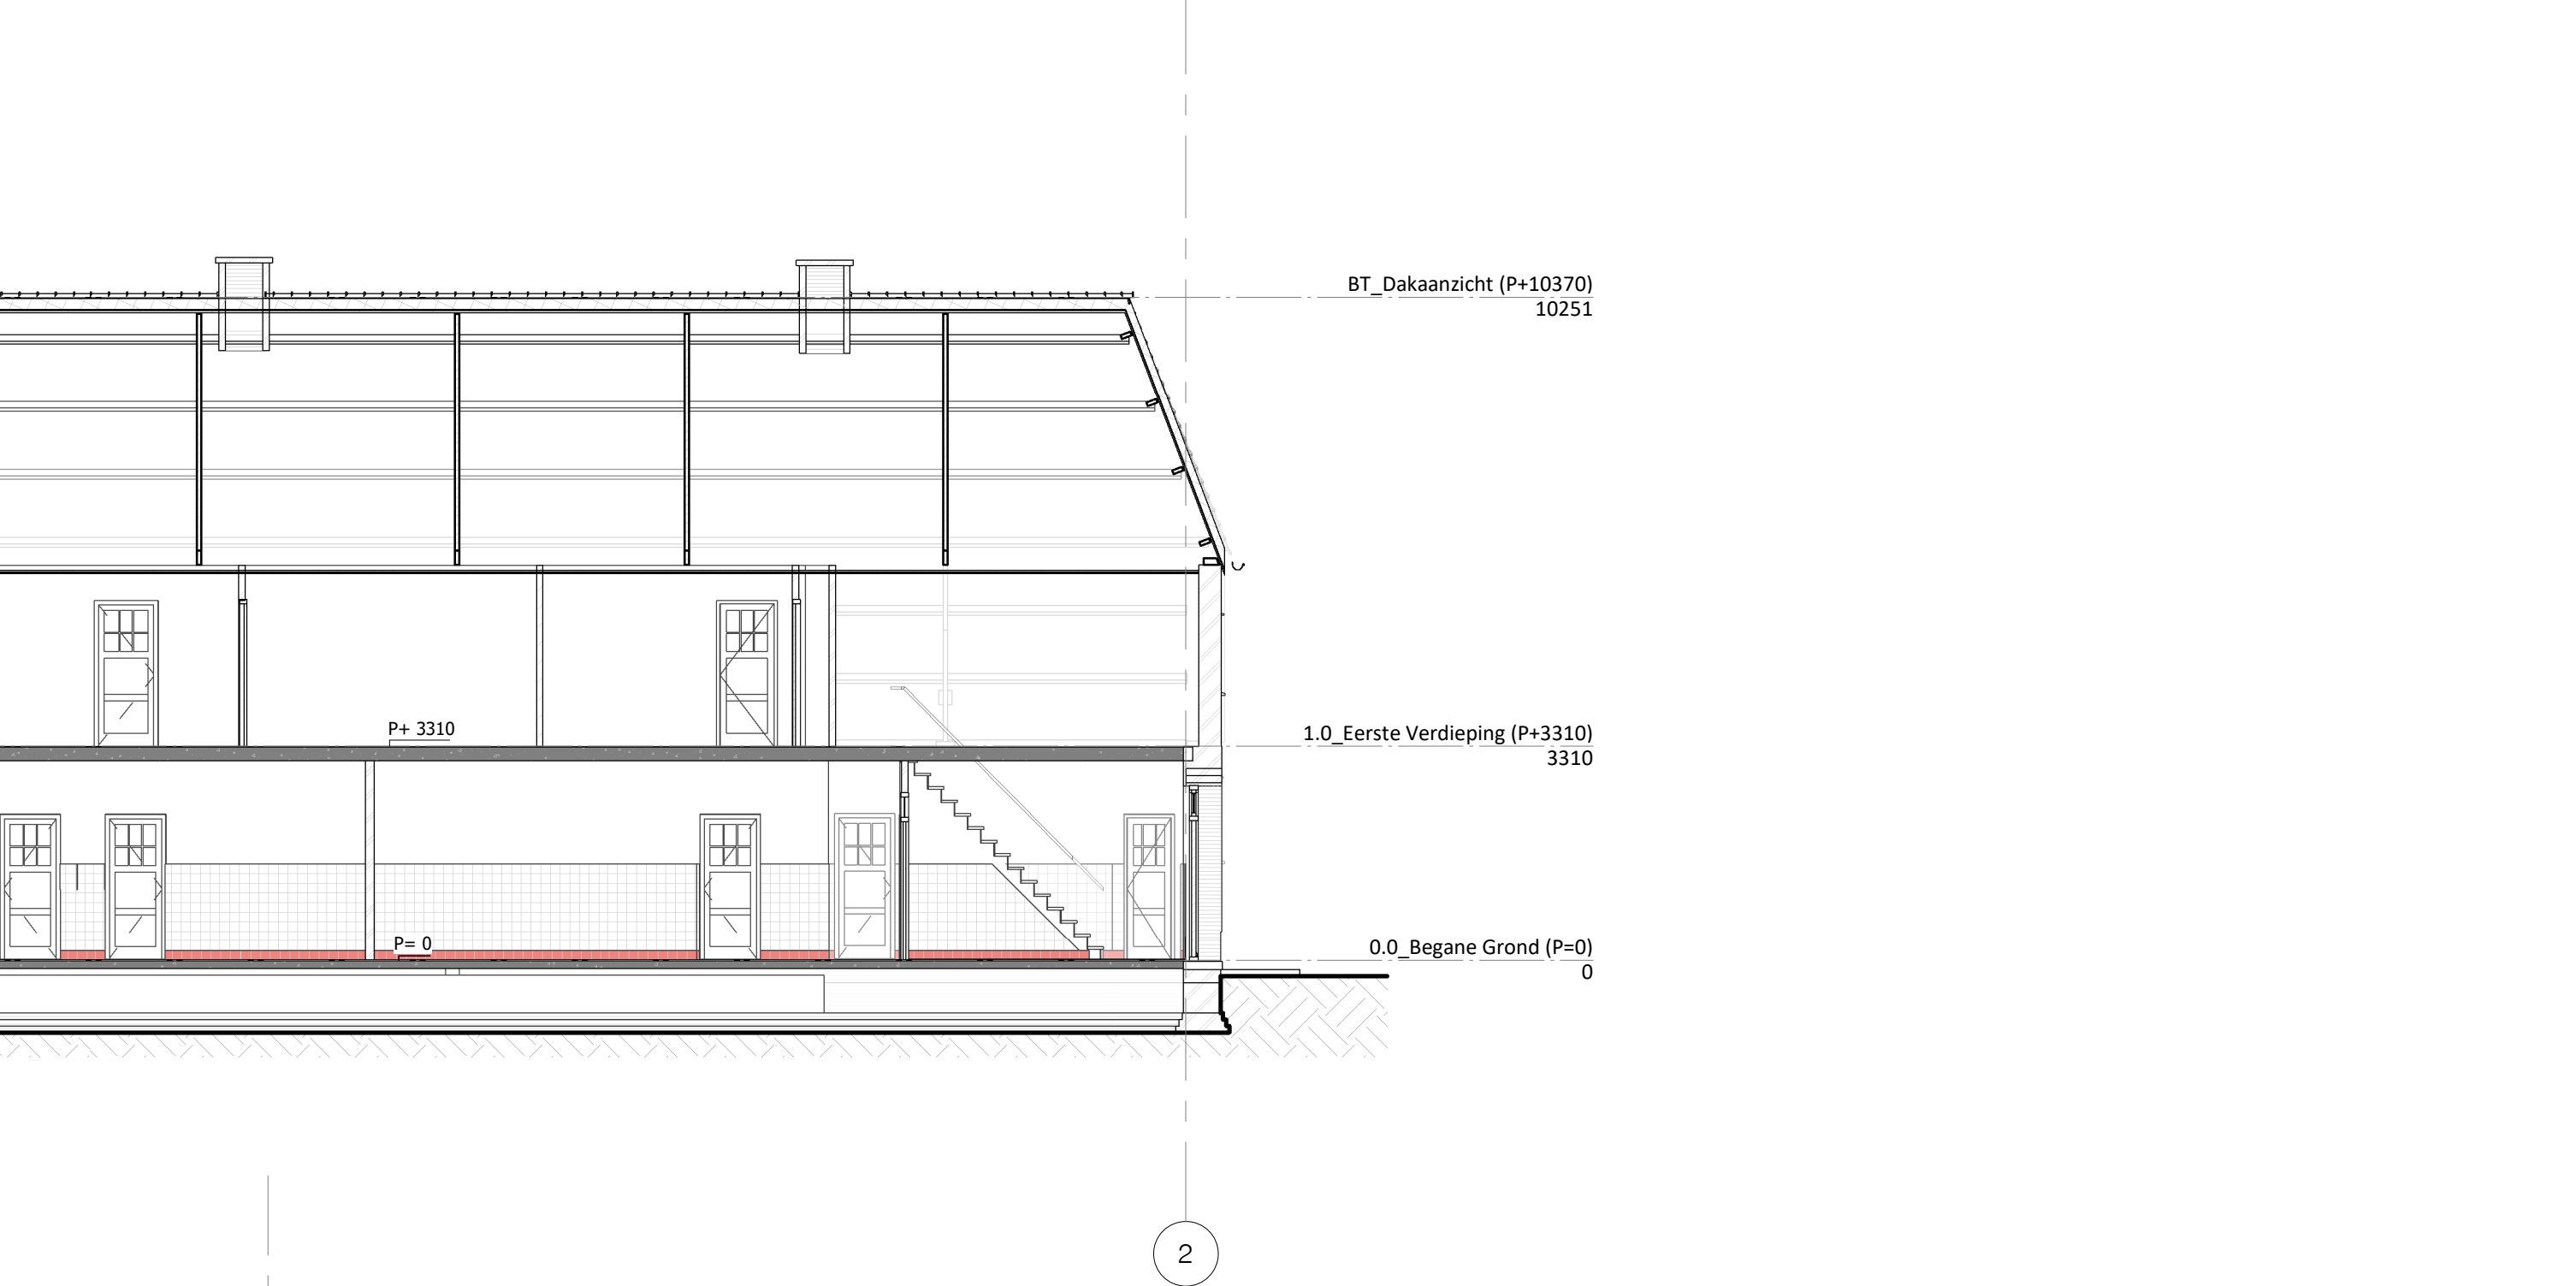 BT_Dakaanzicht (P+10370)
10251
P+ 3310
1.0_Eerste Verdieping (P+3310)
3310
P= 0
0.0_Begane Grond (P=0)
0
2